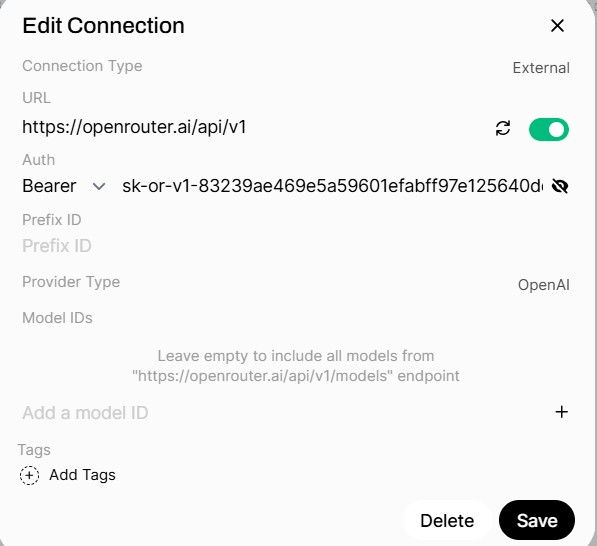 Edit Connection
Connection Type
External
URL
https://openrouter.ai/api/v1
Auth
Bearer sk-or-v1-83239ae469e5a59601efabff97e125640d
Prefix ID
Prefix ID
Provider Type
OpenAI
Model IDs
Leave empty to include all models from
"https://openrouter.ai/api/v1/models" endpoint
Add a model ID
Tags
Add Tags
Delete
Save